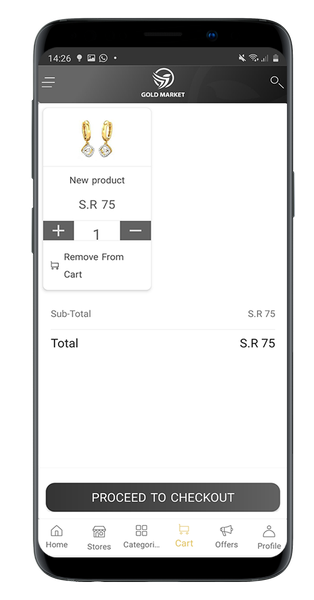 14:26
GOLD MARKET
New product
S.R 75
+ 1 −
Remove From
Cart
Sub-Total S.R 75
Total S.R 75
PROCEED TO CHECKOUT
Home Stores Categori... Cart Offers Profile